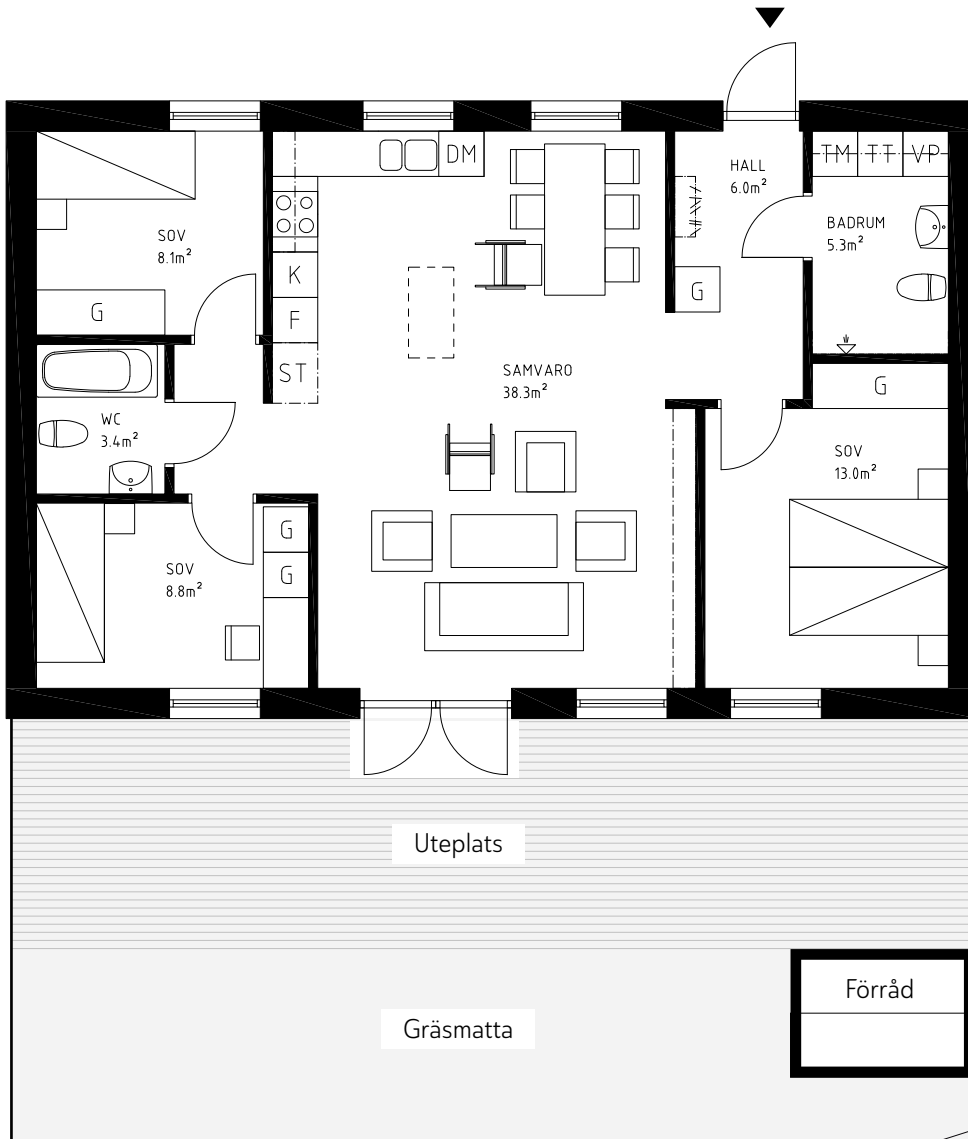 DM
HALL
6.0m²
TM TT VP
BADRUM
5.3m²
SOV
8.1m²
K
G
G
F
SAMVARO
38.3m²
ST
G
WC
3.4m²
SOV
13.0m²
G
SOV
8.8m²
G
Uteplats
Förråd
Gräsmatta